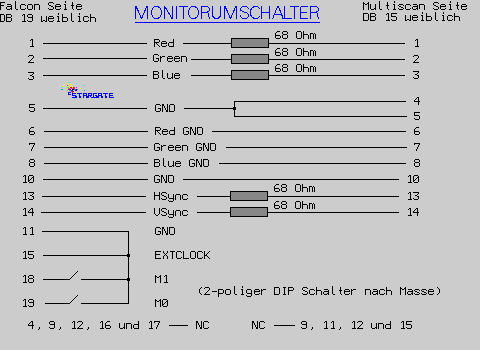 Falcon Seite
DB 19 weiblich
MONITORUMSCHALTER
Multiscan Seite
DB 15 weiblich
1 Red 68 Ohm 1
2 Green 68 Ohm 2
3 Blue 68 Ohm 3
STARGATE
5 GND 4
5
6 Red GND 6
7 Green GND 7
8 Blue GND 8
10 GND 10
13 HSync 68 Ohm 13
14 VSync 68 Ohm 14
11 GND
15 EXTCLOCK
18 M1
(2-poliger DIP Schalter nach Masse)
19 M0
4, 9, 12, 16 und 17 — NC NC — 9, 11, 12 und 15